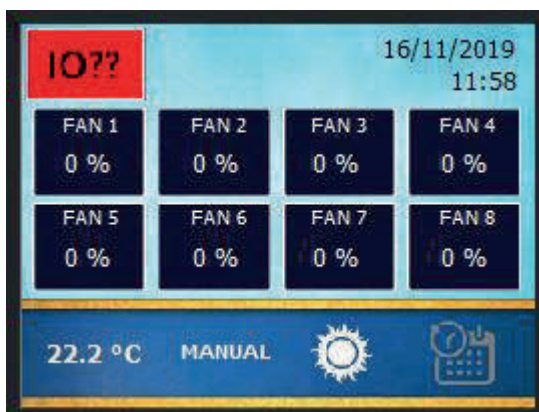 IO??
16/11/2019
11:58
FAN 1 FAN 2 FAN 3 FAN 4
0 % 0 % 0 % 0 %
FAN 5 FAN 6 FAN 7 FAN 8
0 % 0 % 0 % 0 %
22.2 °C MANUAL